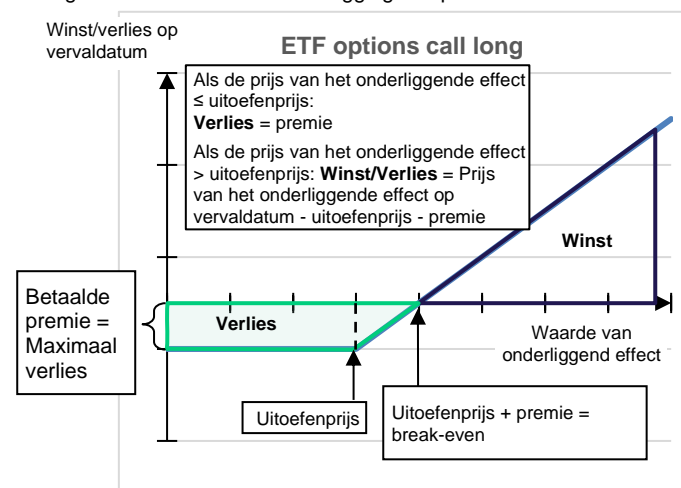 Winst/verlies op
vervaldatum
ETF options call long
Als de prijs van het onderliggende effect
≤ uitoefenprijs:
Verlies = premie
Als de prijs van het onderliggende effect
> uitoefenprijs: Winst/Verlies = Prijs
van het onderliggende effect op
vervaldatum - uitoefenprijs - premie
Winst
Betaalde
premie =
Maximaal
verlies
Verlies
Waarde van
onderliggend effect
Uitoefenprijs
Uitoefenprijs + premie =
break-even